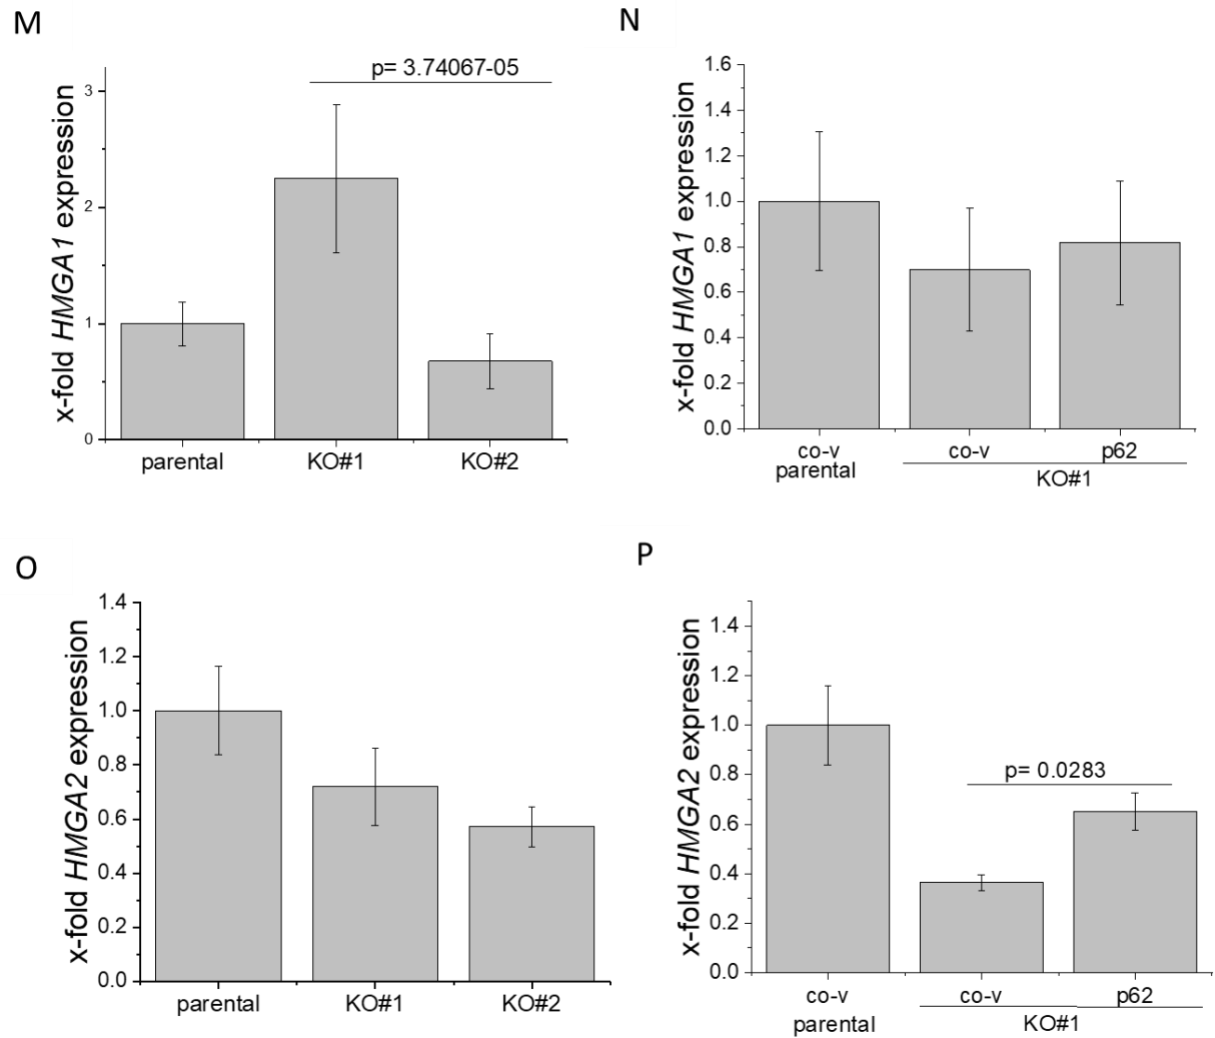 M
x-fold HMGA1 expression
3
2
1
0
p= 3.74067-05
parental KO#1 KO#2
N
x-fold HMGA1 expression
1.6
1.4
1.2
1.0
0.8
0.6
0.4
0.2
0.0
co-v co-v p62
parental KO#1
O
x-fold HMGA2 expression
1.4
1.2
1.0
0.8
0.6
0.4
0.2
0.0
parental KO#1 KO#2
P
x-fold HMGA2 expression
1.4
1.2
1.0
0.8
0.6
0.4
0.2
0.0
p= 0.0283
co-v co-v p62
parental KO#1